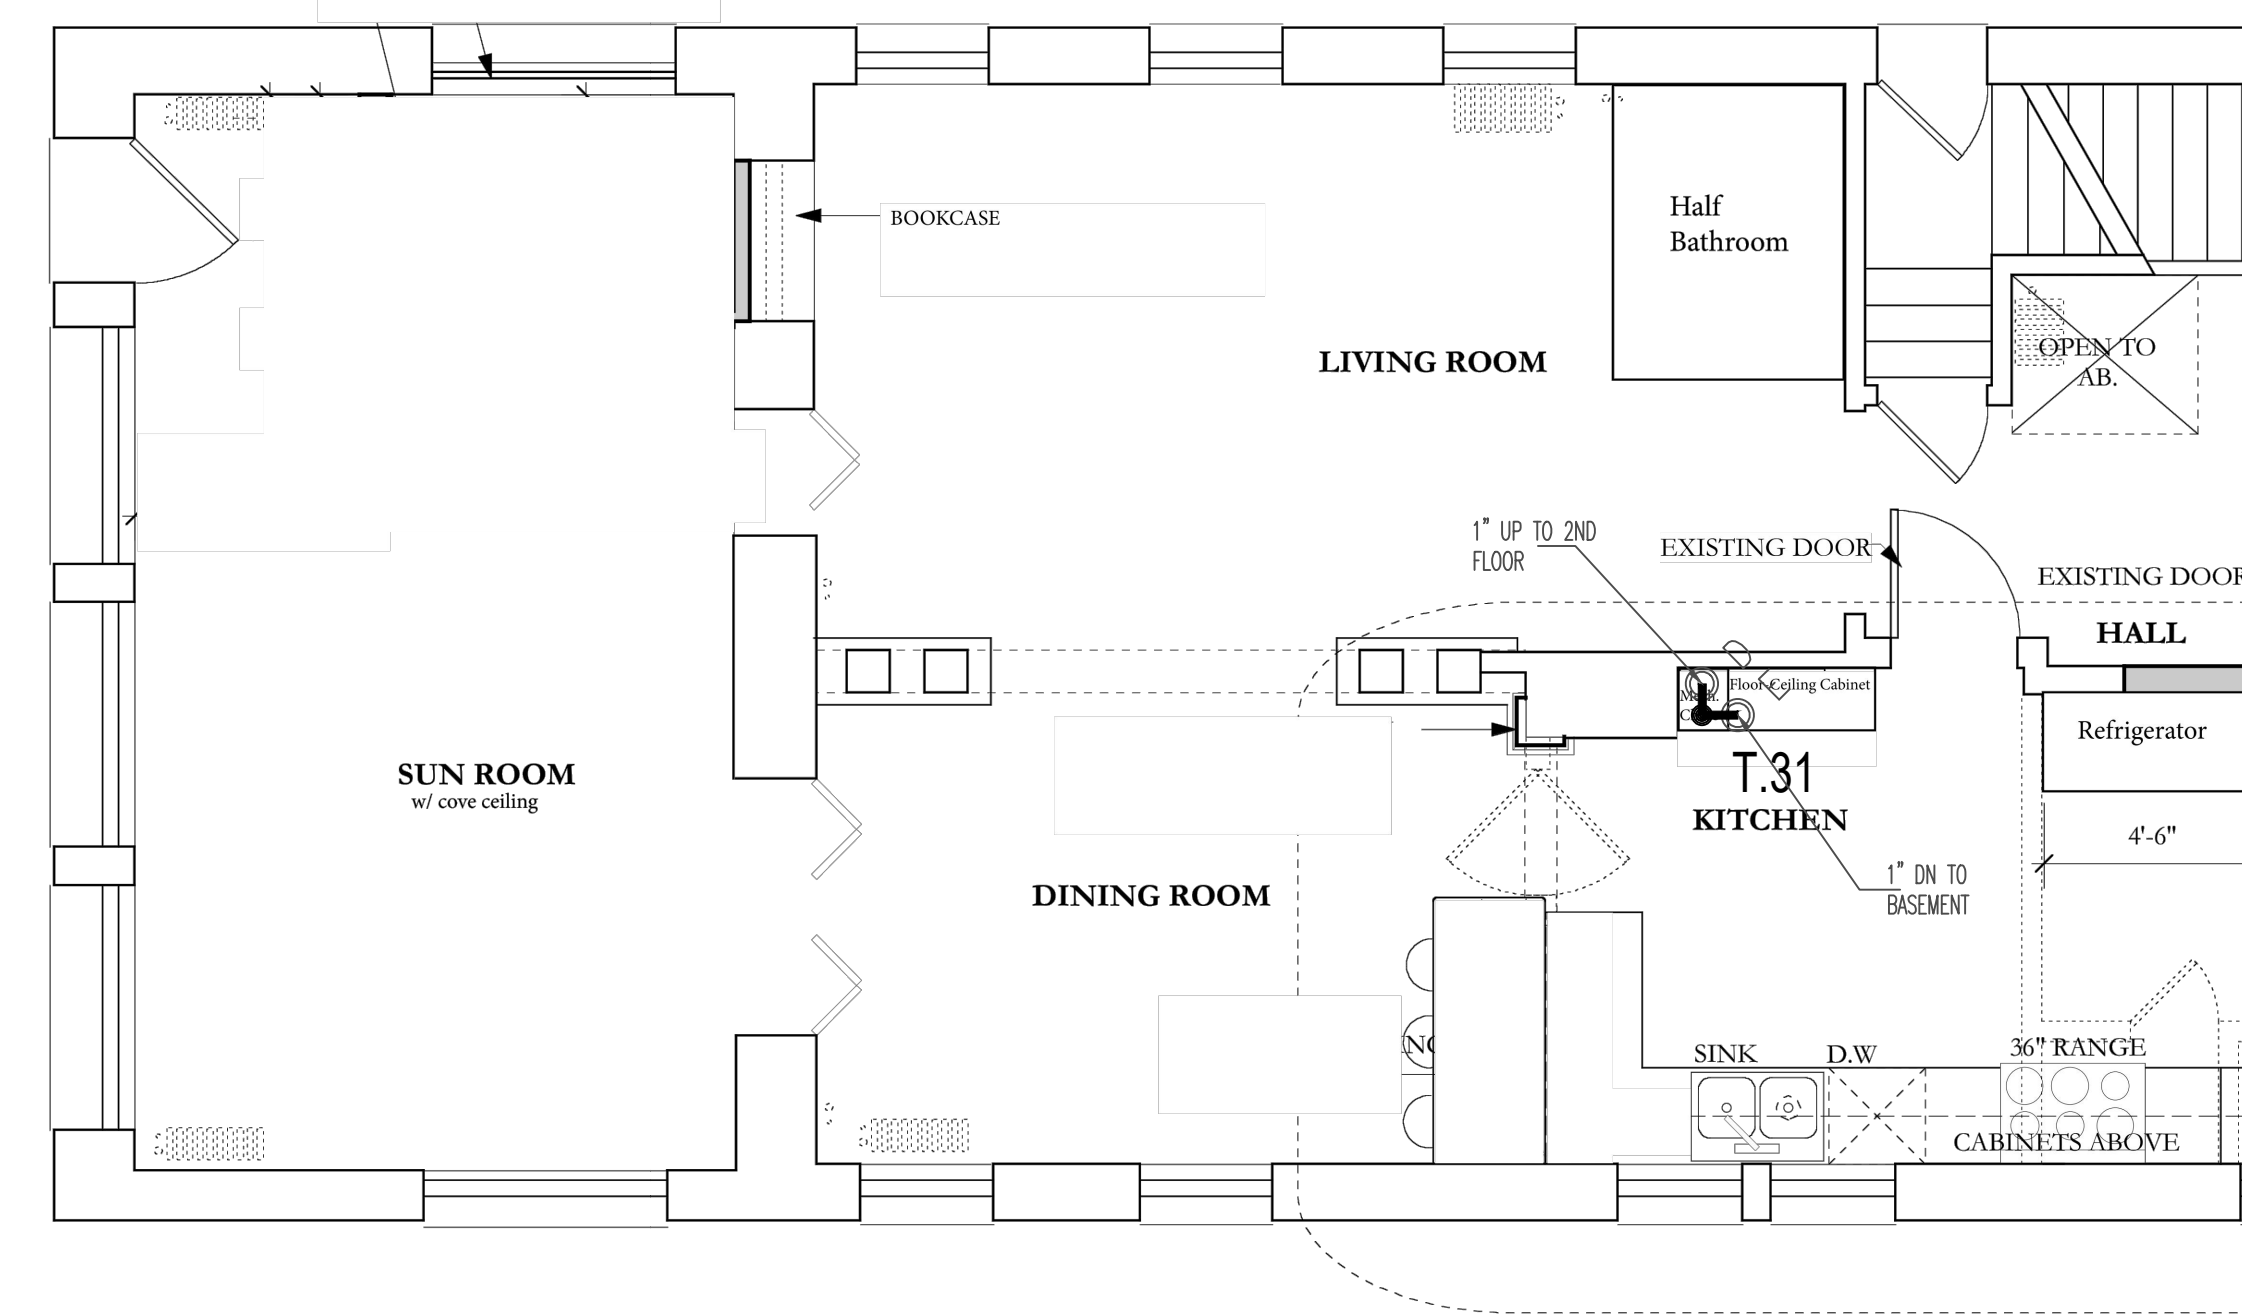 BOOKCASE
Half
Bathroom
LIVING ROOM
OPEN TO
AB.
1" UP TO 2ND
FLOOR
EXISTING DOOR
EXISTING DOOR
HALL
Floor-Ceiling Cabinet
Refrigerator
T.31
KITCHEN
SUN ROOM
w/ cove ceiling
4'-6"
1" DN TO
BASEMENT
DINING ROOM
SINK
D.W
36" RANGE
CABINETS ABOVE